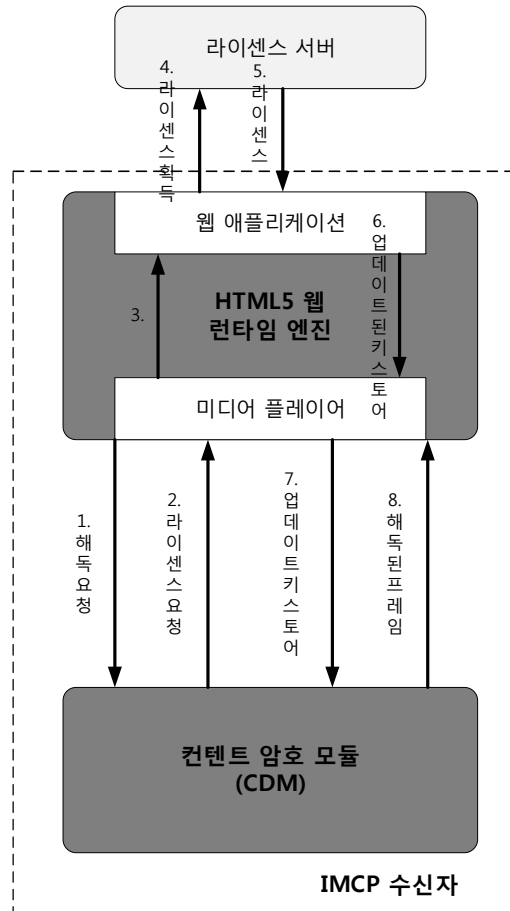 라이센스 서버
4.
라이센스획득
5.
라이센스
웹 애플리케이션
6.
업데이트된키스토어
3.
HTML5 웹
런타임 엔진
미디어 플레이어
1.
해독요청
2.
라이센스요청
7.
업데이트키스토어
8.
해독된프레임
컨텐트 암호 모듈
(CDM)
IMCP 수신자